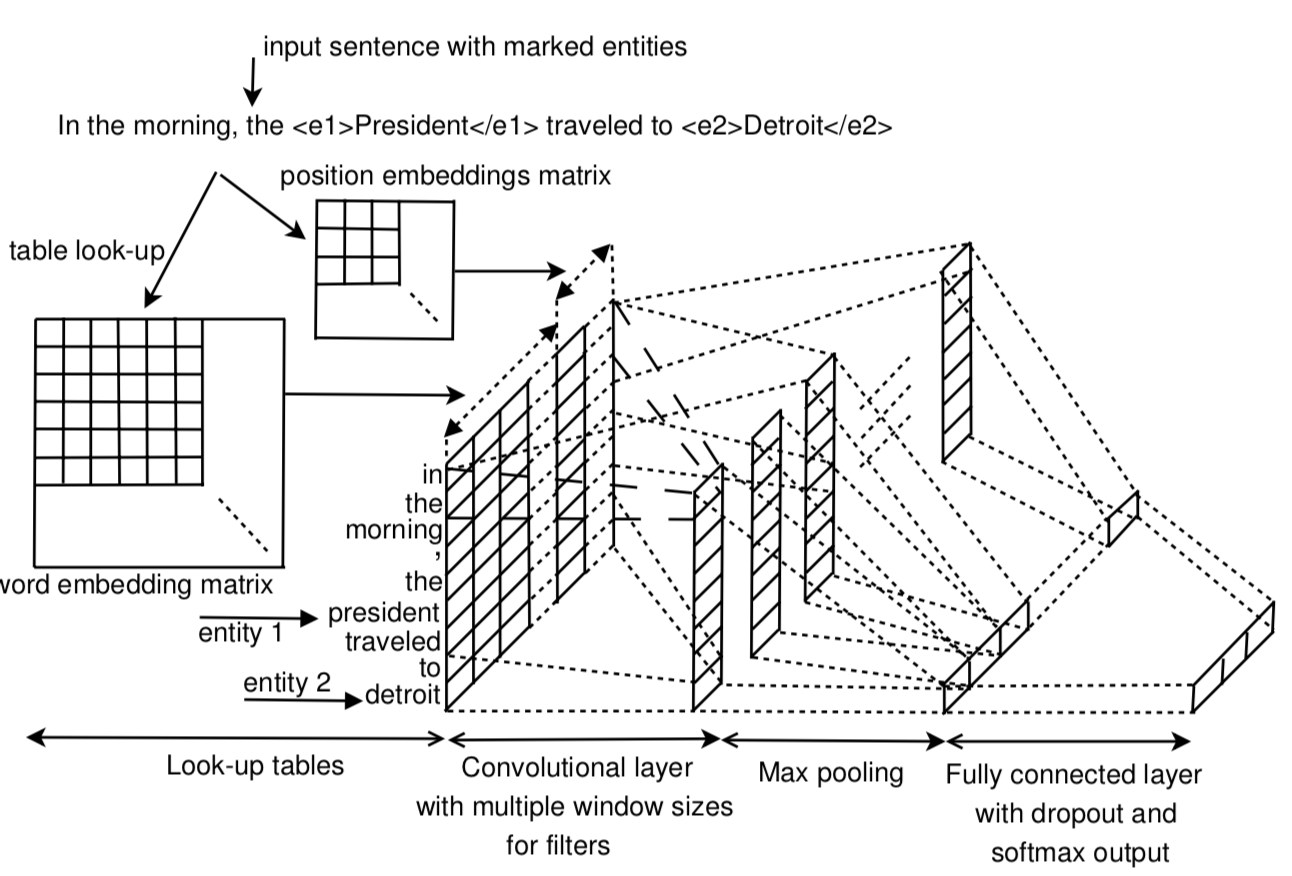 input sentence with marked entities
In the morning, the <e1>President</e1> traveled to <e2>Detroit</e2>
position embeddings matrix
table look-up
in
the
morning
,
the
word embedding matrix
president
entity 1
traveled
to
entity 2
detroit
Look-up tables
Convolutional layer
with multiple window sizes
for filters
Max pooling
Fully connected layer
with dropout and
softmax output